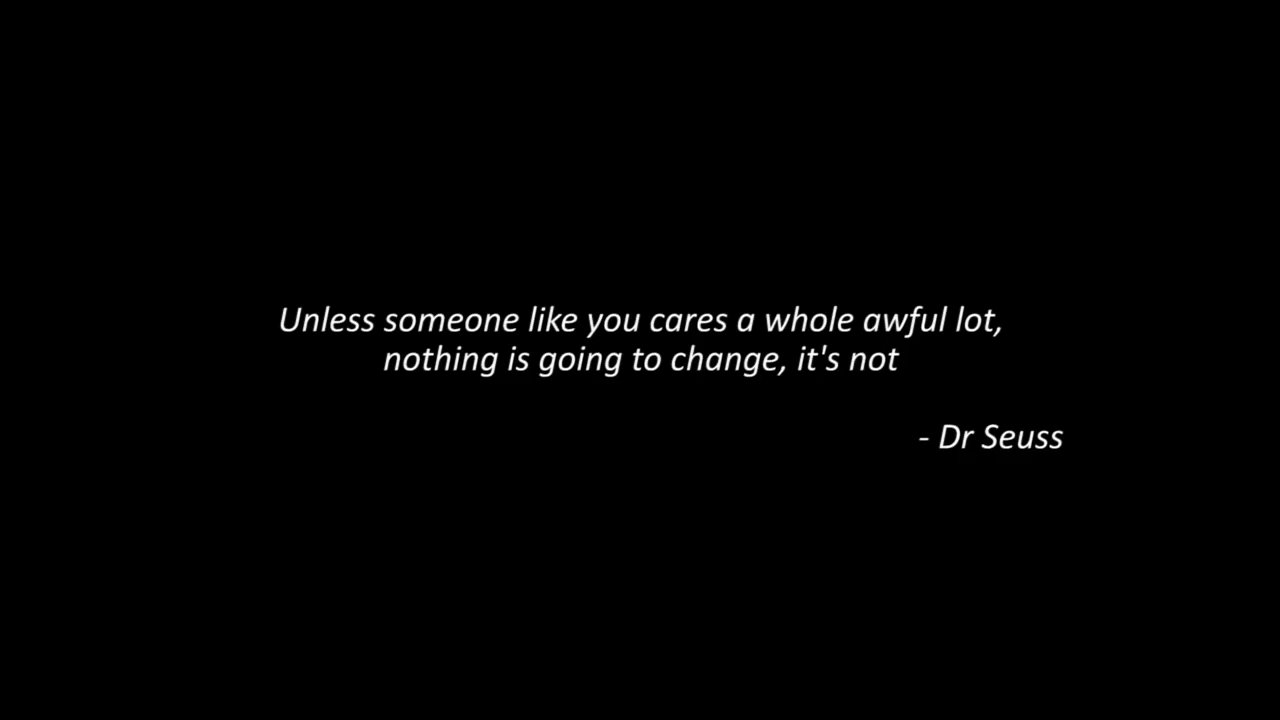 Unless someone like you cares a whole awful lot,
nothing is going to change, it's not
- Dr Seuss